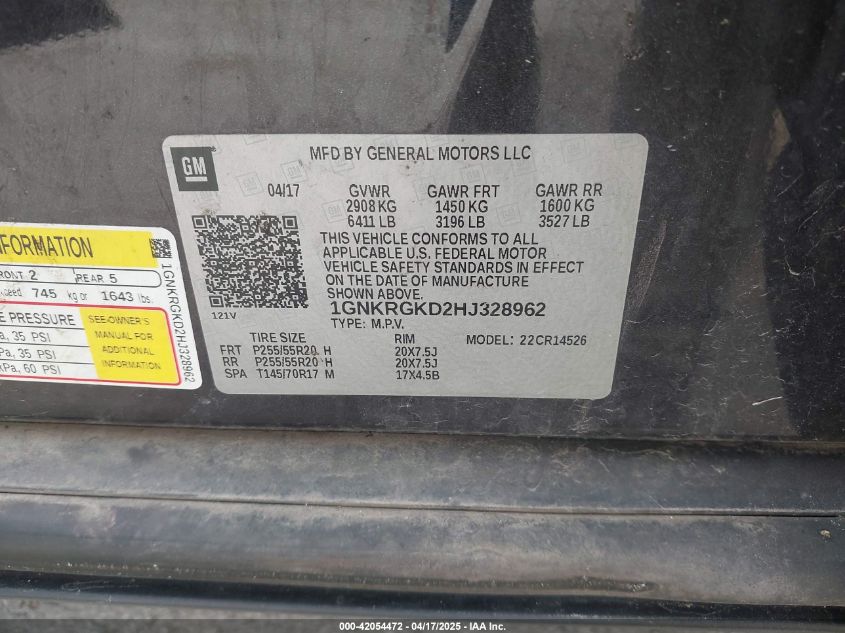 GM
MFD BY GENERAL MOTORS LLC
04/17
GVWR GAWR FRT GAWR RR
2908 KG 1450 KG 1600 KG
6411 LB 3196 LB 3527 LB
THIS VEHICLE CONFORMS TO ALL
APPLICABLE U.S. FEDERAL MOTOR
VEHICLE SAFETY STANDARDS IN EFFECT
ON THE DATE OF MANUFACTURE
SHOWN ABOVE.
1GNKRGKD2HJ328962
TYPE: M.P.V.
121V
TIRE SIZE RIM MODEL: 22CR14526
FRT P255/55R20 H 20X7.5J
RR P255/55R20 H 20X7.5J
SPA T145/70R17 M 17X4.5B
FORMATION
RONT 2 REAR 5
xceed 745 kg or 1643 lbs.
E PRESSURE
a, 35 PSI
Pa, 35 PSI
kPa, 60 PSI
SEE OWNER'S
MANUAL FOR
ADDITIONAL
INFORMATION
1GNKRGKD2HJ328962
000-42054472 - 04/17/2025 - IAA Inc.